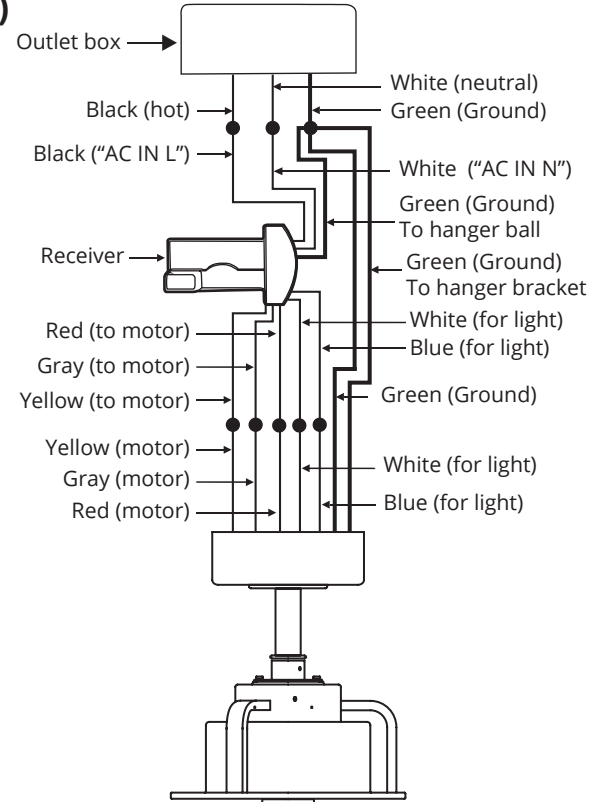 )
Outlet box
White (neutral)
Black (hot)
Green (Ground)
Black (“AC IN L”)
White (“AC IN N”)
Green (Ground)
To hanger ball
Receiver
Green (Ground)
To hanger bracket
White (for light)
Red (to motor)
Blue (for light)
Gray (to motor)
Green (Ground)
Yellow (to motor)
Yellow (motor)
White (for light)
Gray (motor)
Blue (for light)
Red (motor)